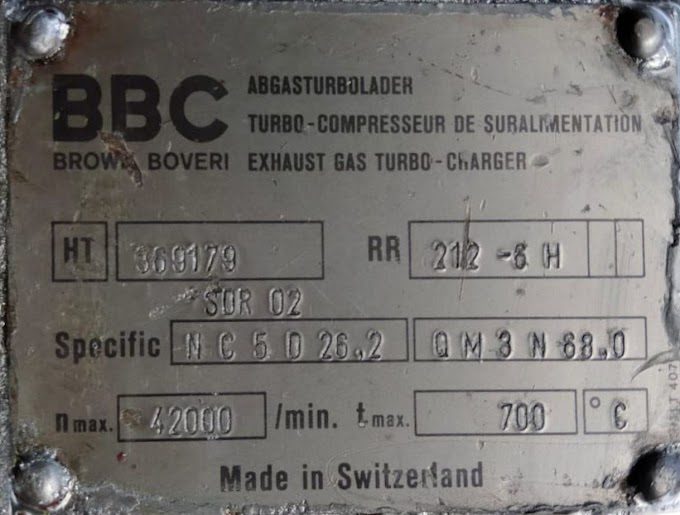 BBC
BROWN BOVERI
ABGASTURBOLADER
TURBO-COMPRESSEUR DE SURALIMENTATION
EXHAUST GAS TURBO-CHARGER
HT 369179 RR 212 -6 H
SDR 02
Specific N C 5 D 26,2 Q M 3 N 68,0
n max. 42000 /min. t max. 700 ° C
Made in Switzerland